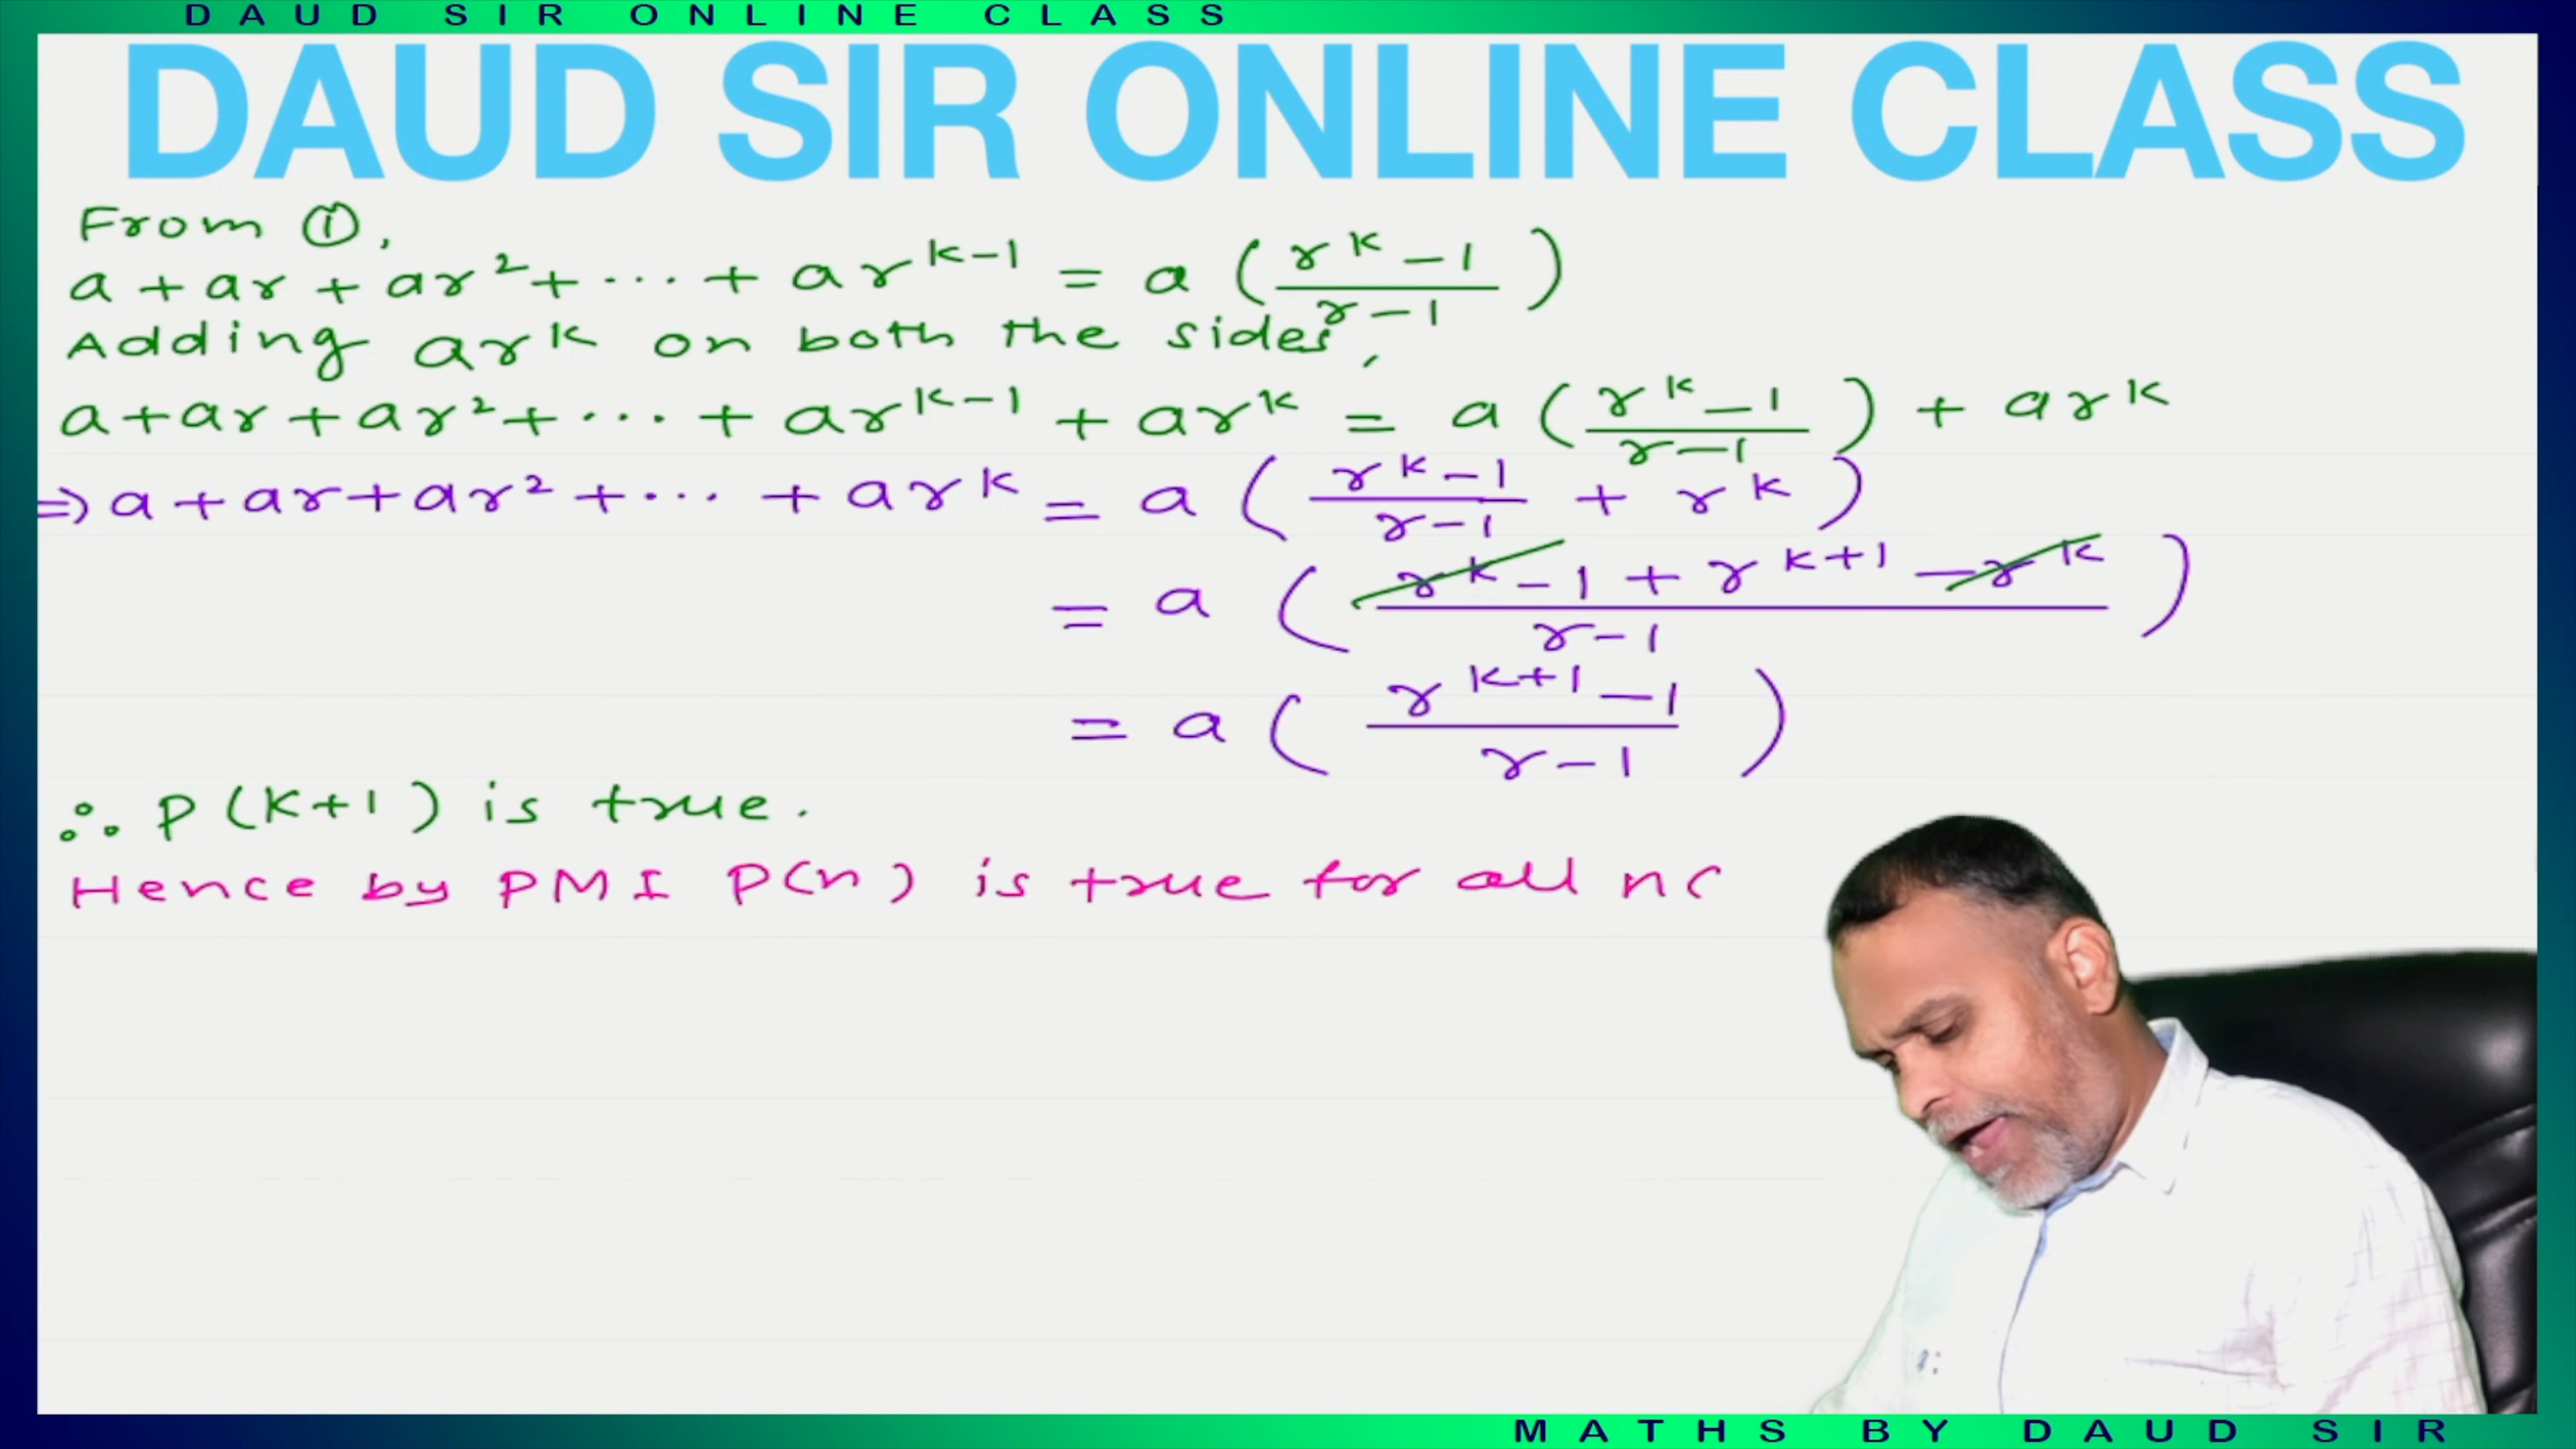 DAUD SIR ONLINE CLASS
DAUD SIR ONLINE CLASS
From ①,
a + ar + ar² + ··· + ar^(k-1) = a ( (r^k - 1) / (r - 1) )
Adding ar^k on both the sides,
a + ar + ar² + ··· + ar^(k-1) + ar^k = a ( (r^k - 1) / (r - 1) ) + ar^k
⇒ a + ar + ar² + ··· + ar^k = a ( (r^k - 1) / (r - 1) + r^k )
= a ( (r^k - 1 + r^(k+1) - r^k) / (r - 1) )
= a ( (r^(k+1) - 1) / (r - 1) )
∴ P(K+1) is true.
Hence by PMI P(n) is true for all n
MATHS BY DAUD SIR